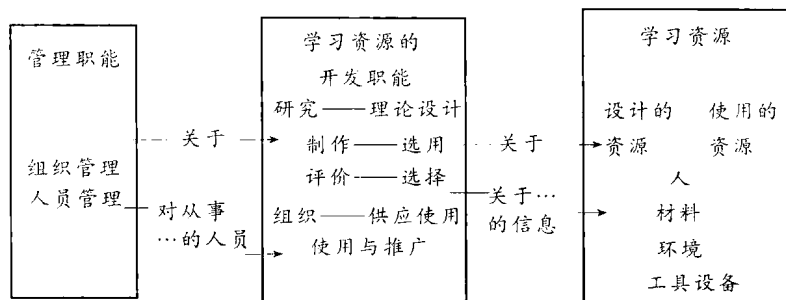 管理职能
组织管理
人员管理
关于
对从事
…的人员
学习资源的
开发职能
研究——理论设计
制作——选用
评价——选择
组织——供应使用
使用与推广
关于
关于…
的信息
学习资源
设计的 使用的
资源 资源
人
材料
环境
工具设备